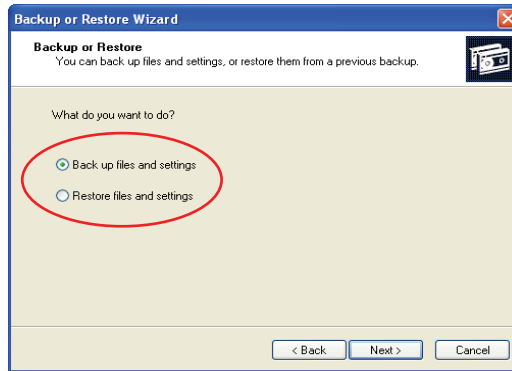 Backup or Restore Wizard
Backup or Restore
You can back up files and settings, or restore them from a previous backup.
What do you want to do?
Back up files and settings
Restore files and settings
< Back Next > Cancel